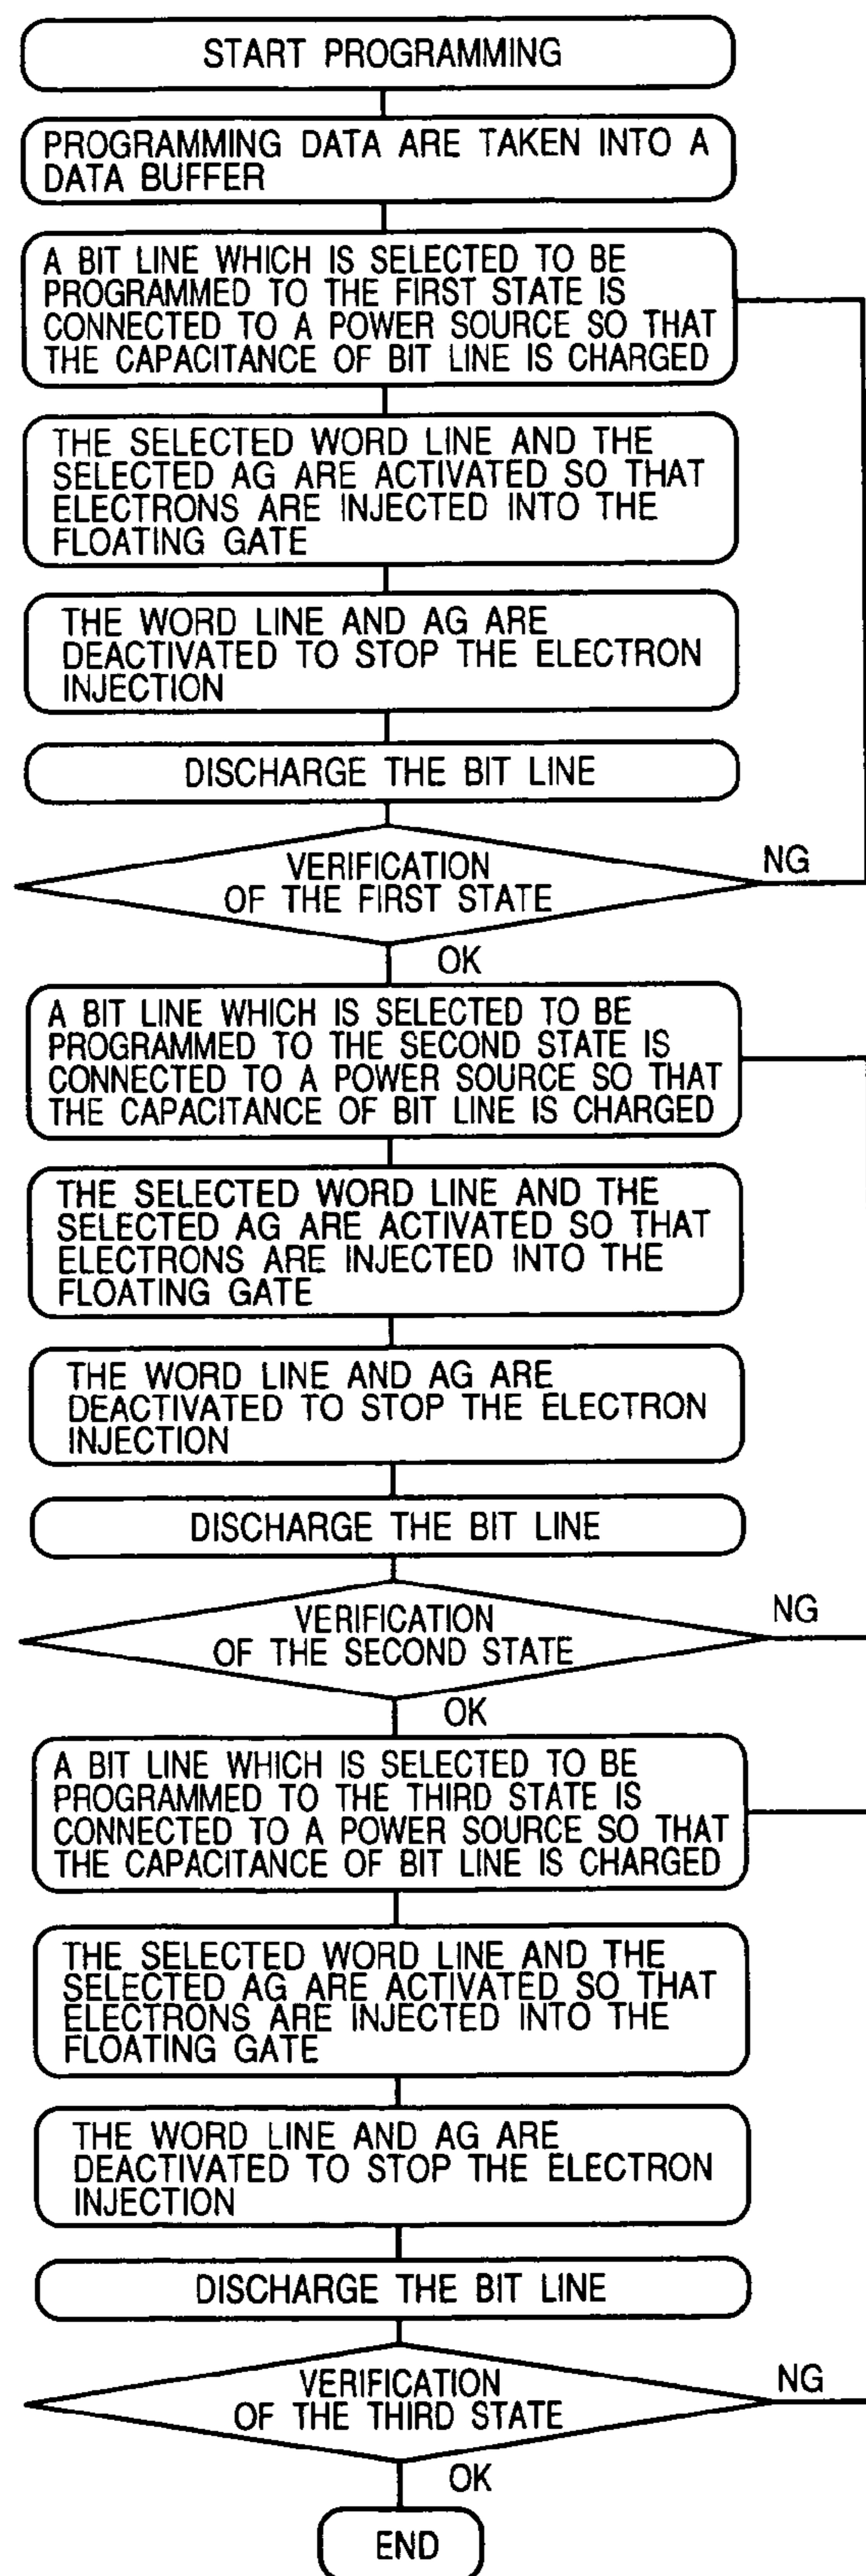 START PROGRAMMING
PROGRAMMING DATA ARE TAKEN INTO A
DATA BUFFER
A BIT LINE WHICH IS SELECTED TO BE
PROGRAMMED TO THE FIRST STATE IS
CONNECTED TO A POWER SOURCE SO THAT
THE CAPACITANCE OF BIT LINE IS CHARGED
THE SELECTED WORD LINE AND THE
SELECTED AG ARE ACTIVATED SO THAT
ELECTRONS ARE INJECTED INTO THE
FLOATING GATE
THE WORD LINE AND AG ARE
DEACTIVATED TO STOP THE ELECTRON
INJECTION
DISCHARGE THE BIT LINE
VERIFICATION
OF THE FIRST STATE
NG
OK
A BIT LINE WHICH IS SELECTED TO BE
PROGRAMMED TO THE SECOND STATE IS
CONNECTED TO A POWER SOURCE SO THAT
THE CAPACITANCE OF BIT LINE IS CHARGED
THE SELECTED WORD LINE AND THE
SELECTED AG ARE ACTIVATED SO THAT
ELECTRONS ARE INJECTED INTO THE
FLOATING GATE
THE WORD LINE AND AG ARE
DEACTIVATED TO STOP THE ELECTRON
INJECTION
DISCHARGE THE BIT LINE
VERIFICATION
OF THE SECOND STATE
NG
OK
A BIT LINE WHICH IS SELECTED TO BE
PROGRAMMED TO THE THIRD STATE IS
CONNECTED TO A POWER SOURCE SO THAT
THE CAPACITANCE OF BIT LINE IS CHARGED
THE SELECTED WORD LINE AND THE
SELECTED AG ARE ACTIVATED SO THAT
ELECTRONS ARE INJECTED INTO THE
FLOATING GATE
THE WORD LINE AND AG ARE
DEACTIVATED TO STOP THE ELECTRON
INJECTION
DISCHARGE THE BIT LINE
VERIFICATION
OF THE THIRD STATE
NG
OK
END